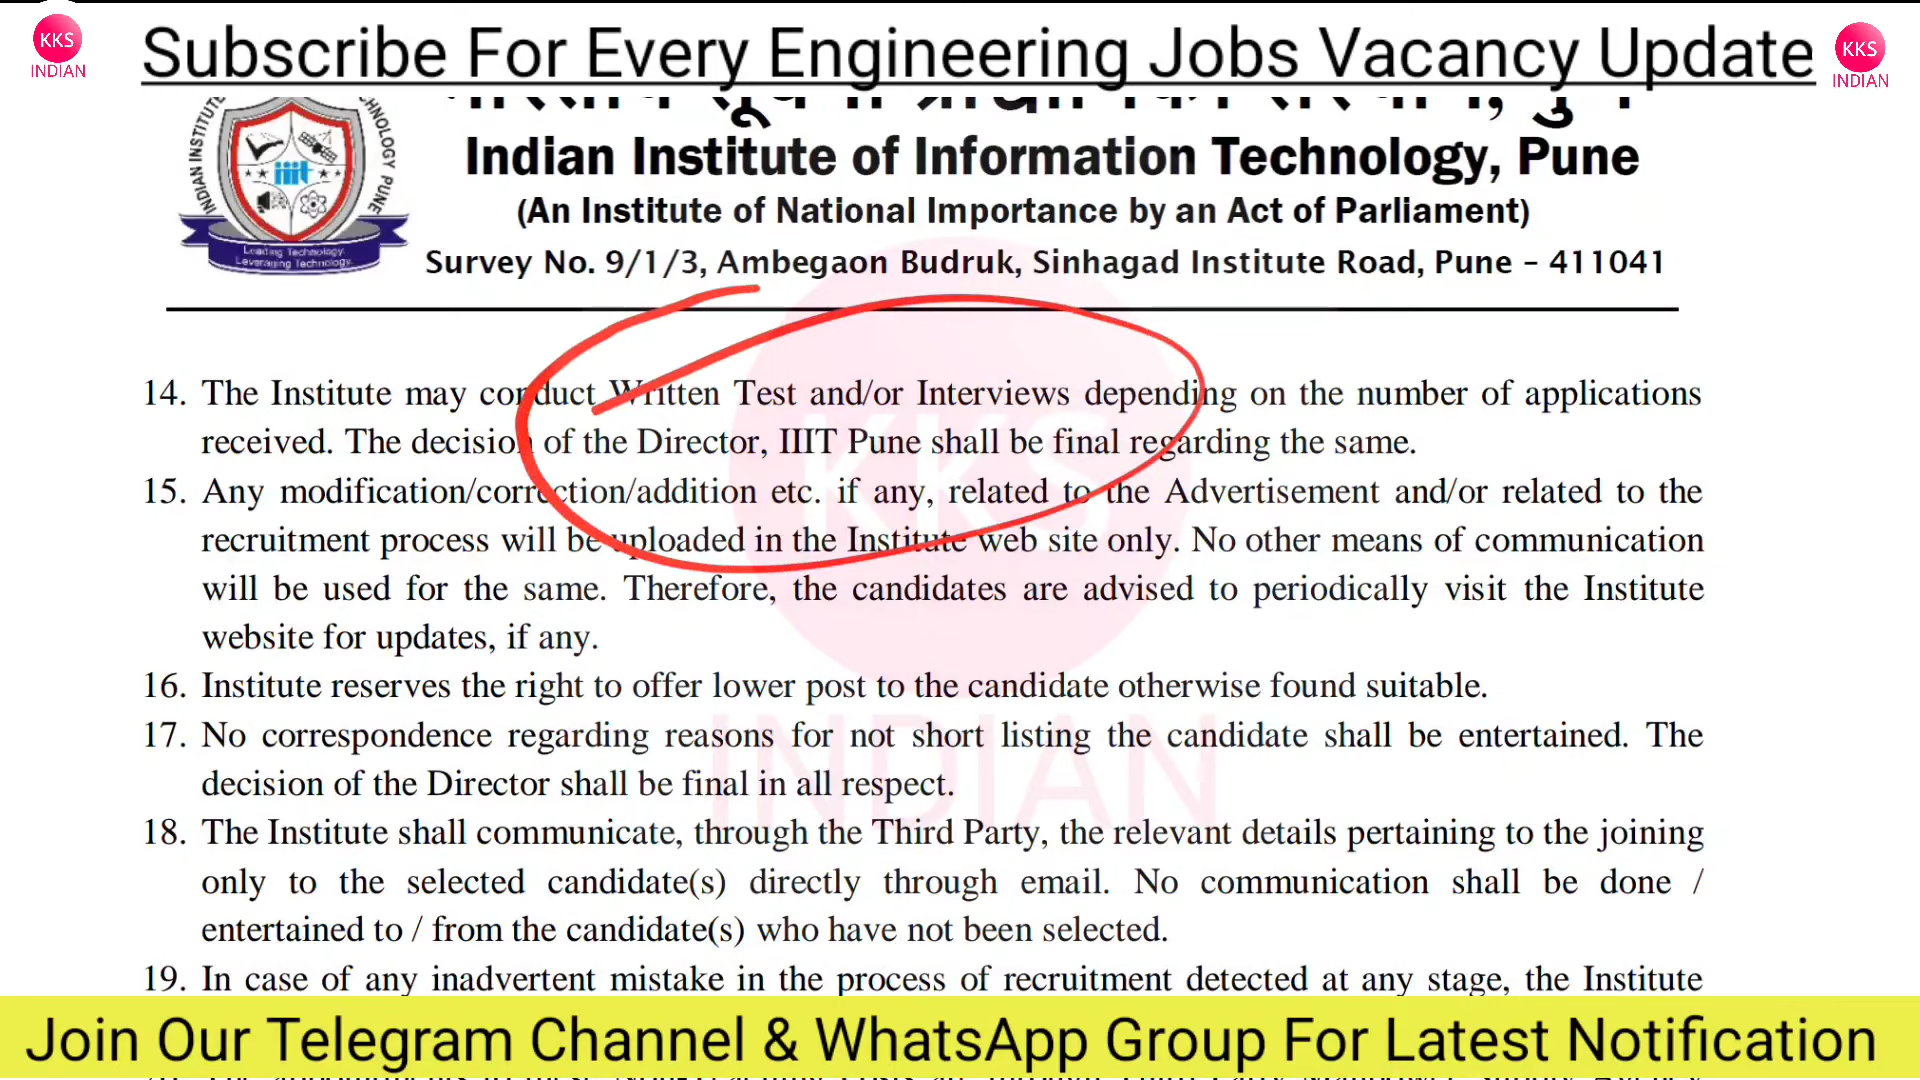 Subscribe For Every Engineering Jobs Vacancy Update
KKS
INDIAN
KKS
INDIAN
INDIAN INSTITUTE
TECHNOLOGY PUNE
iiit
Leading Technology
Leveraging Technology
Indian Institute of Information Technology, Pune
(An Institute of National Importance by an Act of Parliament)
Survey No. 9/1/3, Ambegaon Budruk, Sinhagad Institute Road, Pune – 411041
14. The Institute may conduct Written Test and/or Interviews depending on the number of applications
received. The decision of the Director, IIIT Pune shall be final regarding the same.
15. Any modification/correction/addition etc. if any, related to the Advertisement and/or related to the
recruitment process will be uploaded in the Institute web site only. No other means of communication
will be used for the same. Therefore, the candidates are advised to periodically visit the Institute
website for updates, if any.
16. Institute reserves the right to offer lower post to the candidate otherwise found suitable.
17. No correspondence regarding reasons for not short listing the candidate shall be entertained. The
decision of the Director shall be final in all respect.
18. The Institute shall communicate, through the Third Party, the relevant details pertaining to the joining
only to the selected candidate(s) directly through email. No communication shall be done /
entertained to / from the candidate(s) who have not been selected.
19. In case of any inadvertent mistake in the process of recruitment detected at any stage, the Institute
KKS
INDIAN
Join Our Telegram Channel & WhatsApp Group For Latest Notification